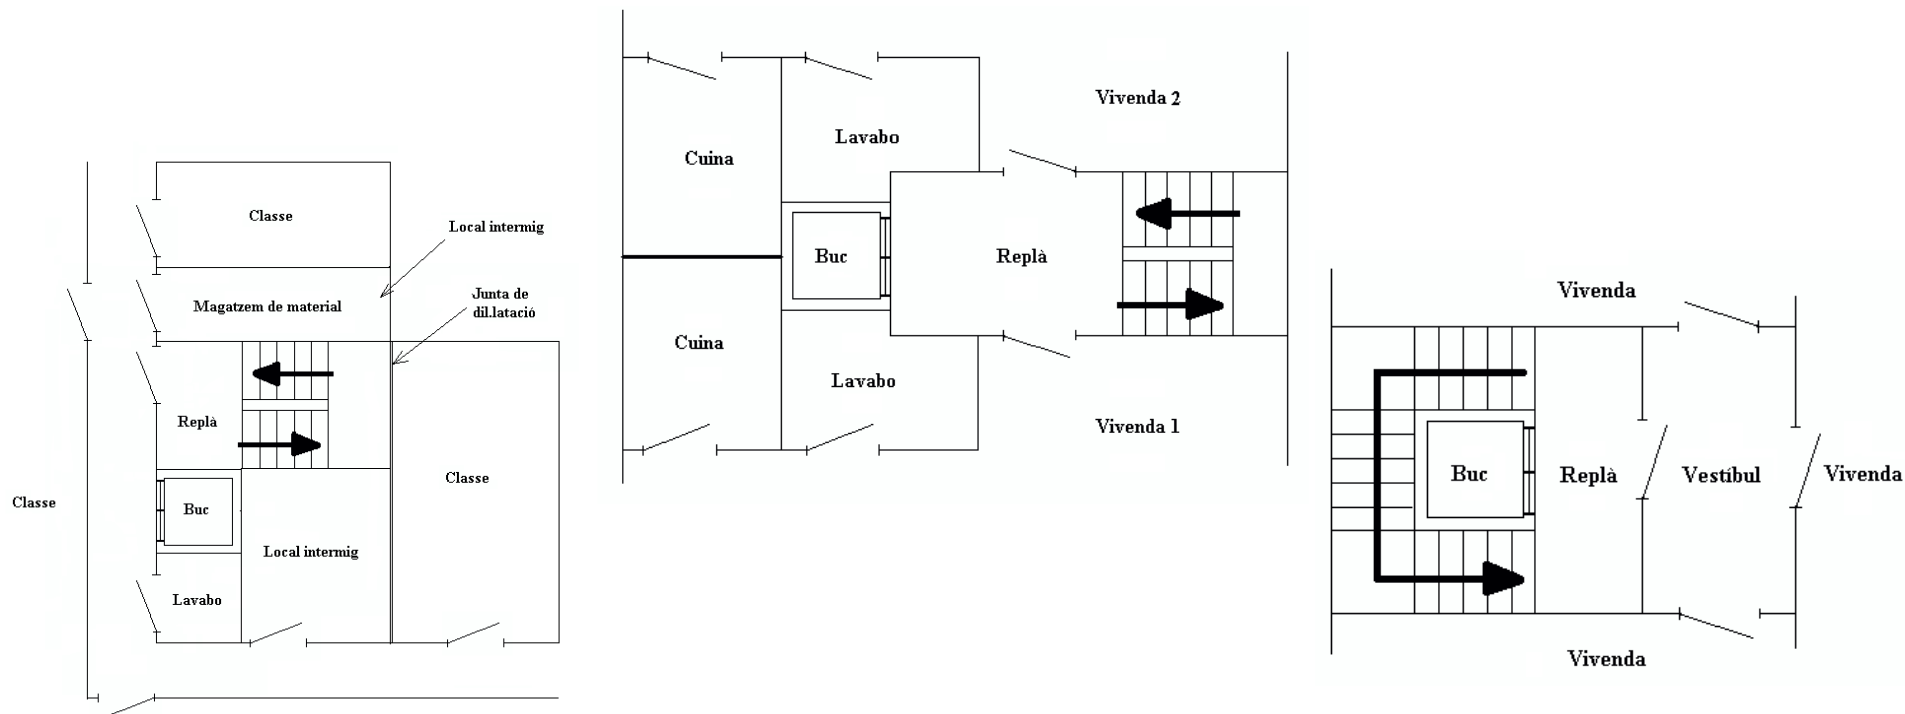 Classe
Local intermig
Magatzem de material
Junta de
dil.latació
Replà
Classe
Classe
Buc
Local intermig
Lavabo
Vivenda 2
Lavabo
Cuina
Buc
Replà
Cuina
Lavabo
Vivenda 1
Vivenda
Buc
Replà
Vestíbul
Vivenda
Vivenda